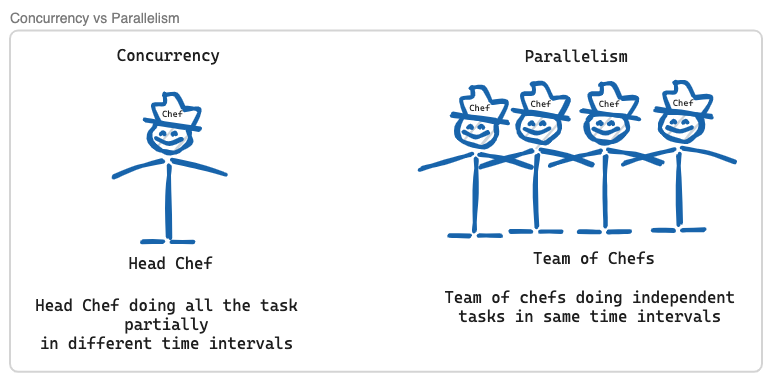 Concurrency vs Parallelism
Concurrency
Chef
Head Chef
Head Chef doing all the task
partially
in different time intervals
Parallelism
Chef
Chef
Chef
Chef
Team of Chefs
Team of chefs doing independent
tasks in same time intervals